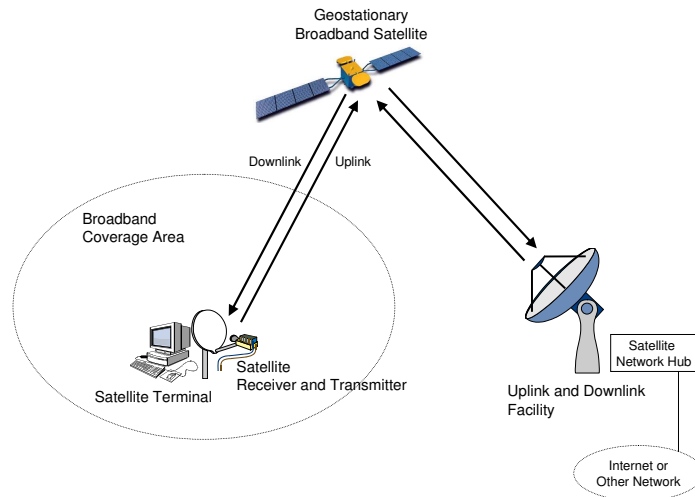 Geostationary
Broadband Satellite
Downlink
Uplink
Broadband
Coverage Area
Satellite
Receiver and Transmitter
Satellite Terminal
Uplink and Downlink
Facility
Satellite
Network Hub
Internet or
Other Network